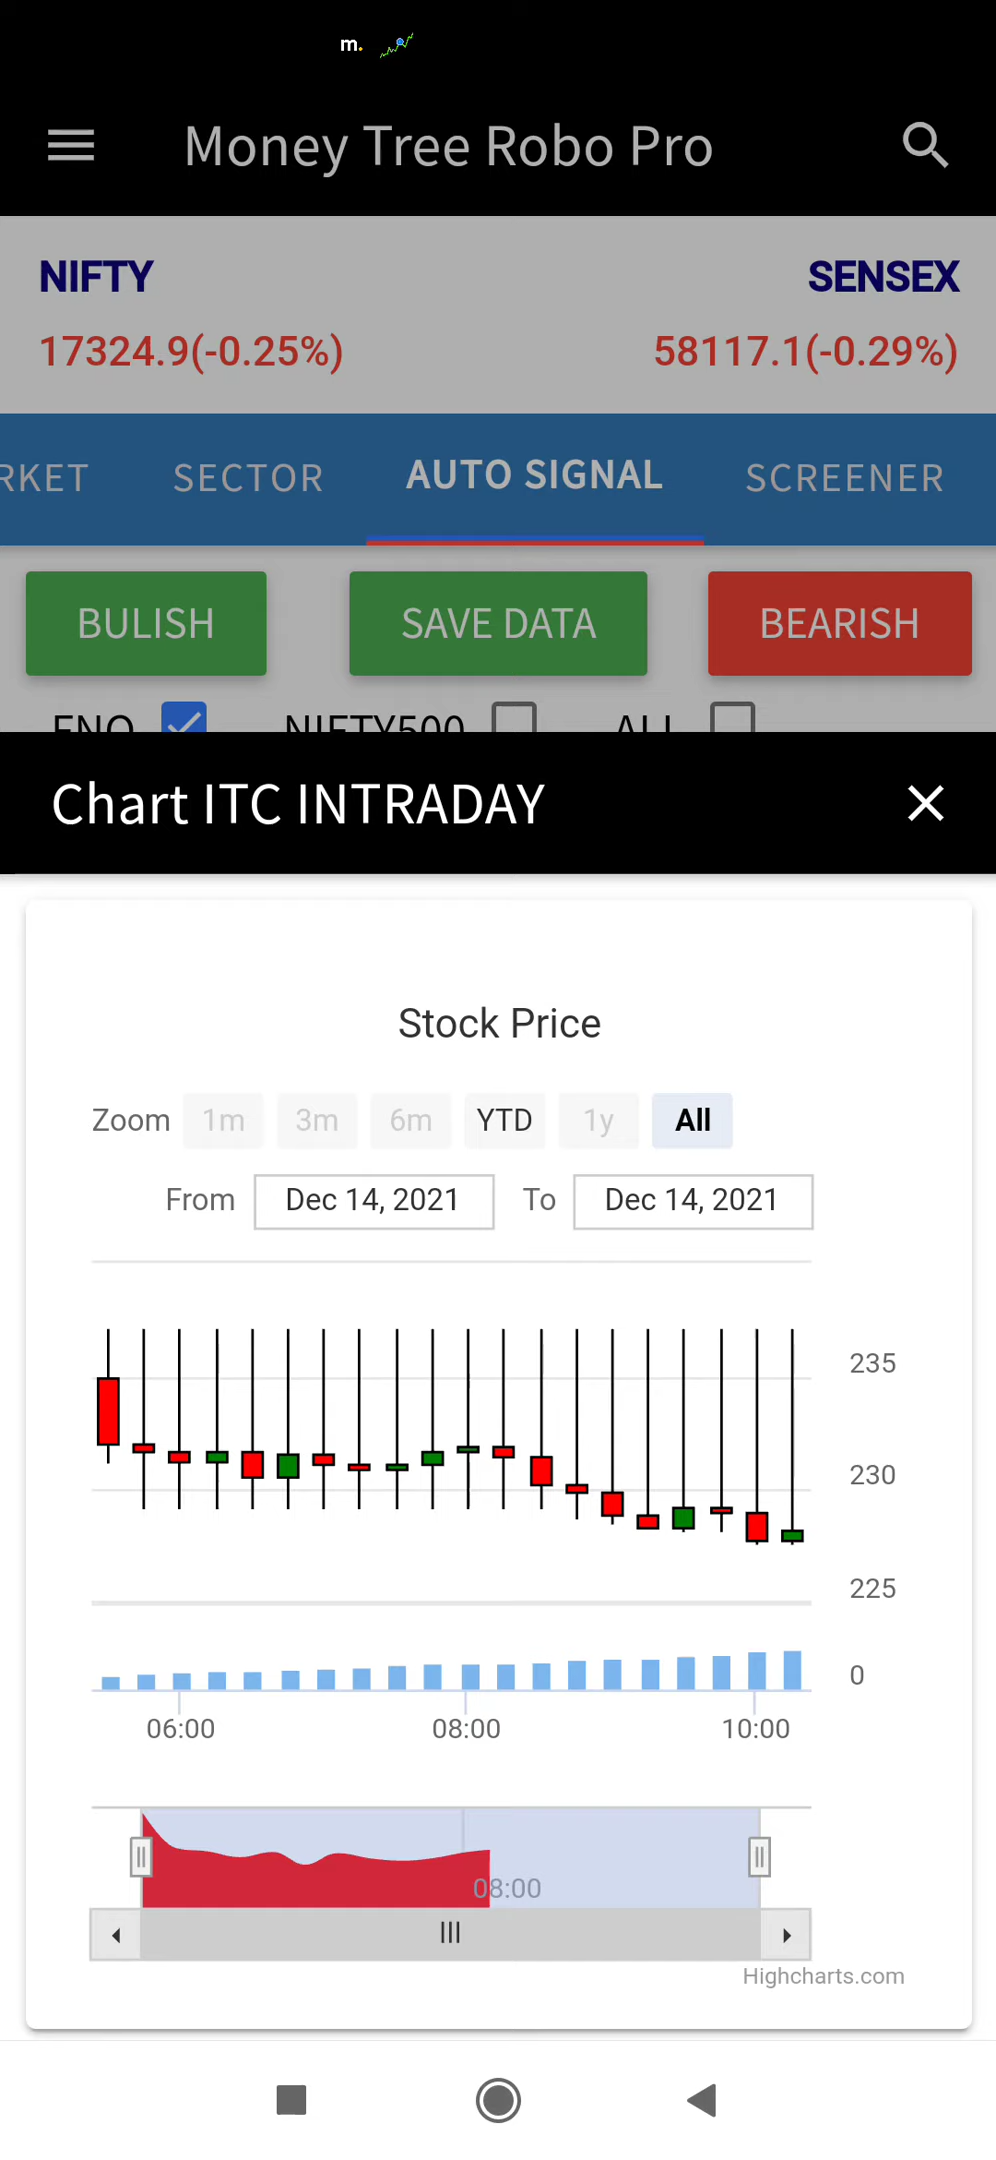 m.
Money Tree Robo Pro
NIFTY SENSEX
17324.9(-0.25%) 58117.1(-0.29%)
RKET SECTOR AUTO SIGNAL SCREENER
BULISH SAVE DATA BEARISH
FNO NIFTY500 ALL
Chart ITC INTRADAY
Stock Price
Zoom 1m 3m 6m YTD 1y All
From Dec 14, 2021 To Dec 14, 2021
235
230
225
0
06:00 08:00 10:00
08:00
Highcharts.com